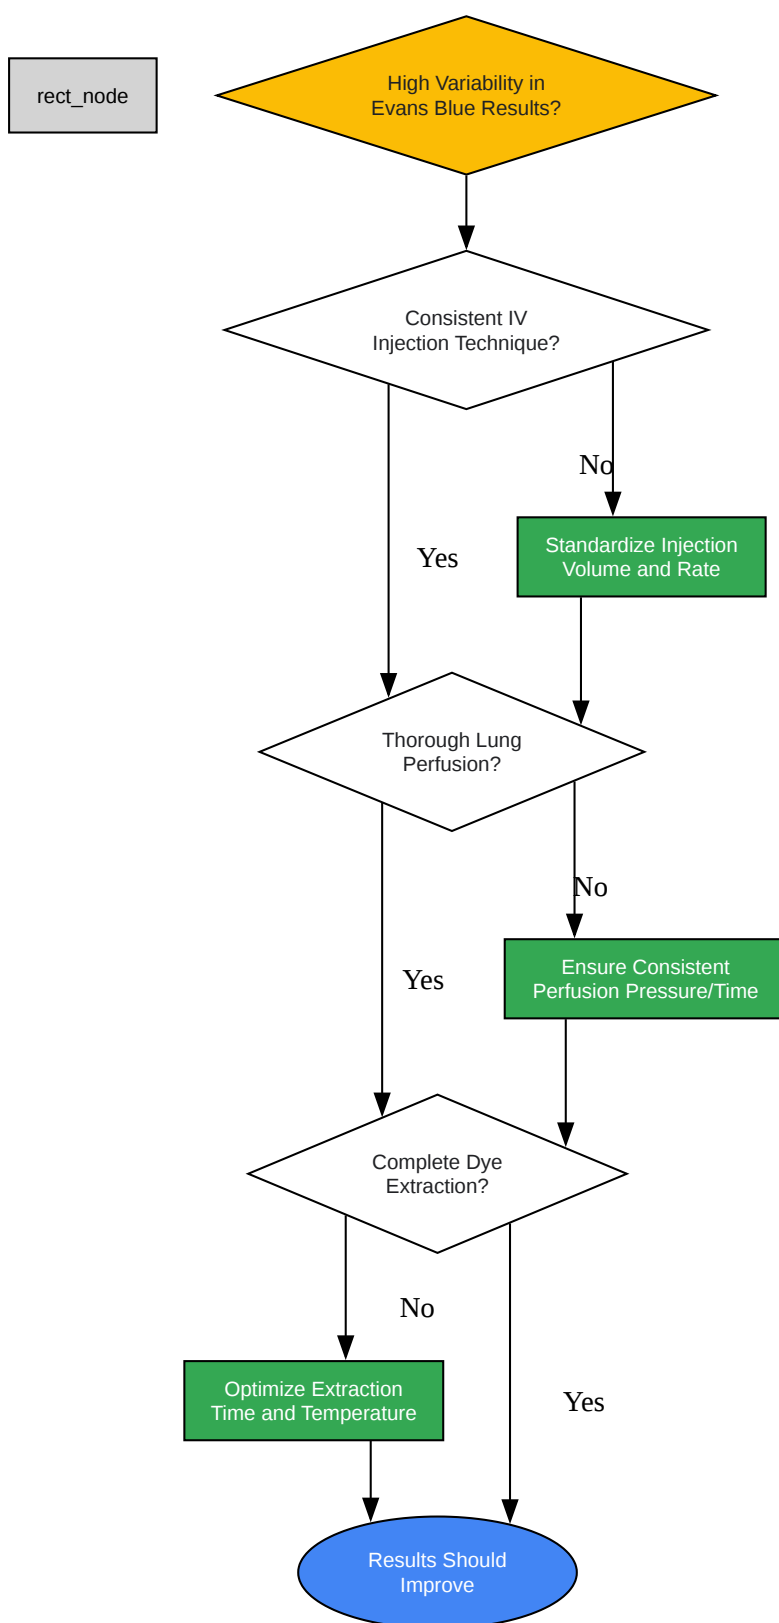 rect_node
High Variability in
Evans Blue Results?
Consistent IV
Injection Technique?
No
Standardize Injection
Volume and Rate
Yes
Thorough Lung
Perfusion?
No
Ensure Consistent
Perfusion Pressure/Time
Yes
Complete Dye
Extraction?
No
Optimize Extraction
Time and Temperature
Yes
Results Should
Improve